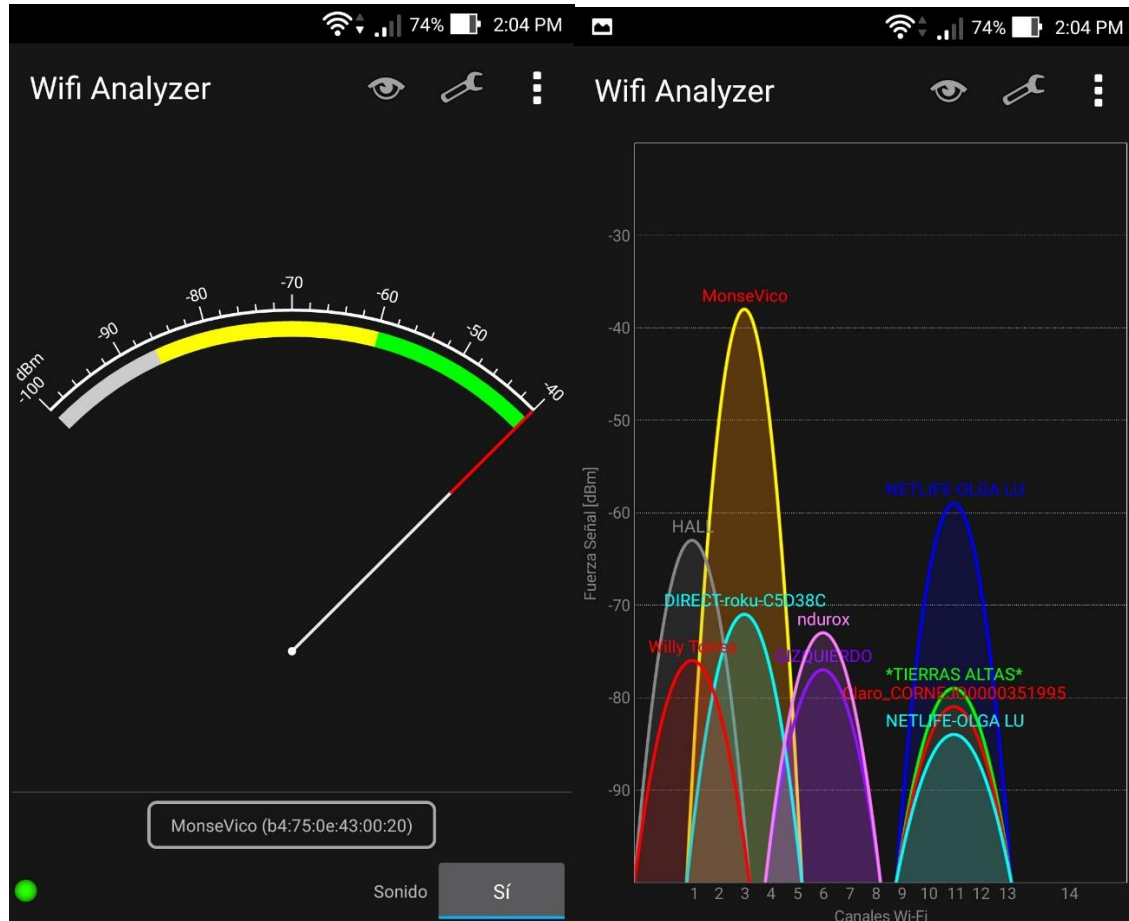 74% 2:04 PM
Wifi Analyzer
dBm
-100
-90
-80
-70
-60
-50
-40
MonseVico (b4:75:0e:43:00:20)
Sonido
Sí
74% 2:04 PM
Wifi Analyzer
Fuerza Señal [dBm]
-30
-40
-50
-60
-70
-80
-90
MonseVico
NETLIFE-OLGA LU
HALL
DIRECT-roku-C5D38C
ndurox
Willy
GIZQUIERDO
*TIERRAS ALTAS*
Claro_CORNEJO0000351995
NETLIFE-OLGA LU
1 2 3 4 5 6 7 8 9 10 11 12 13 14
Canales Wi-Fi